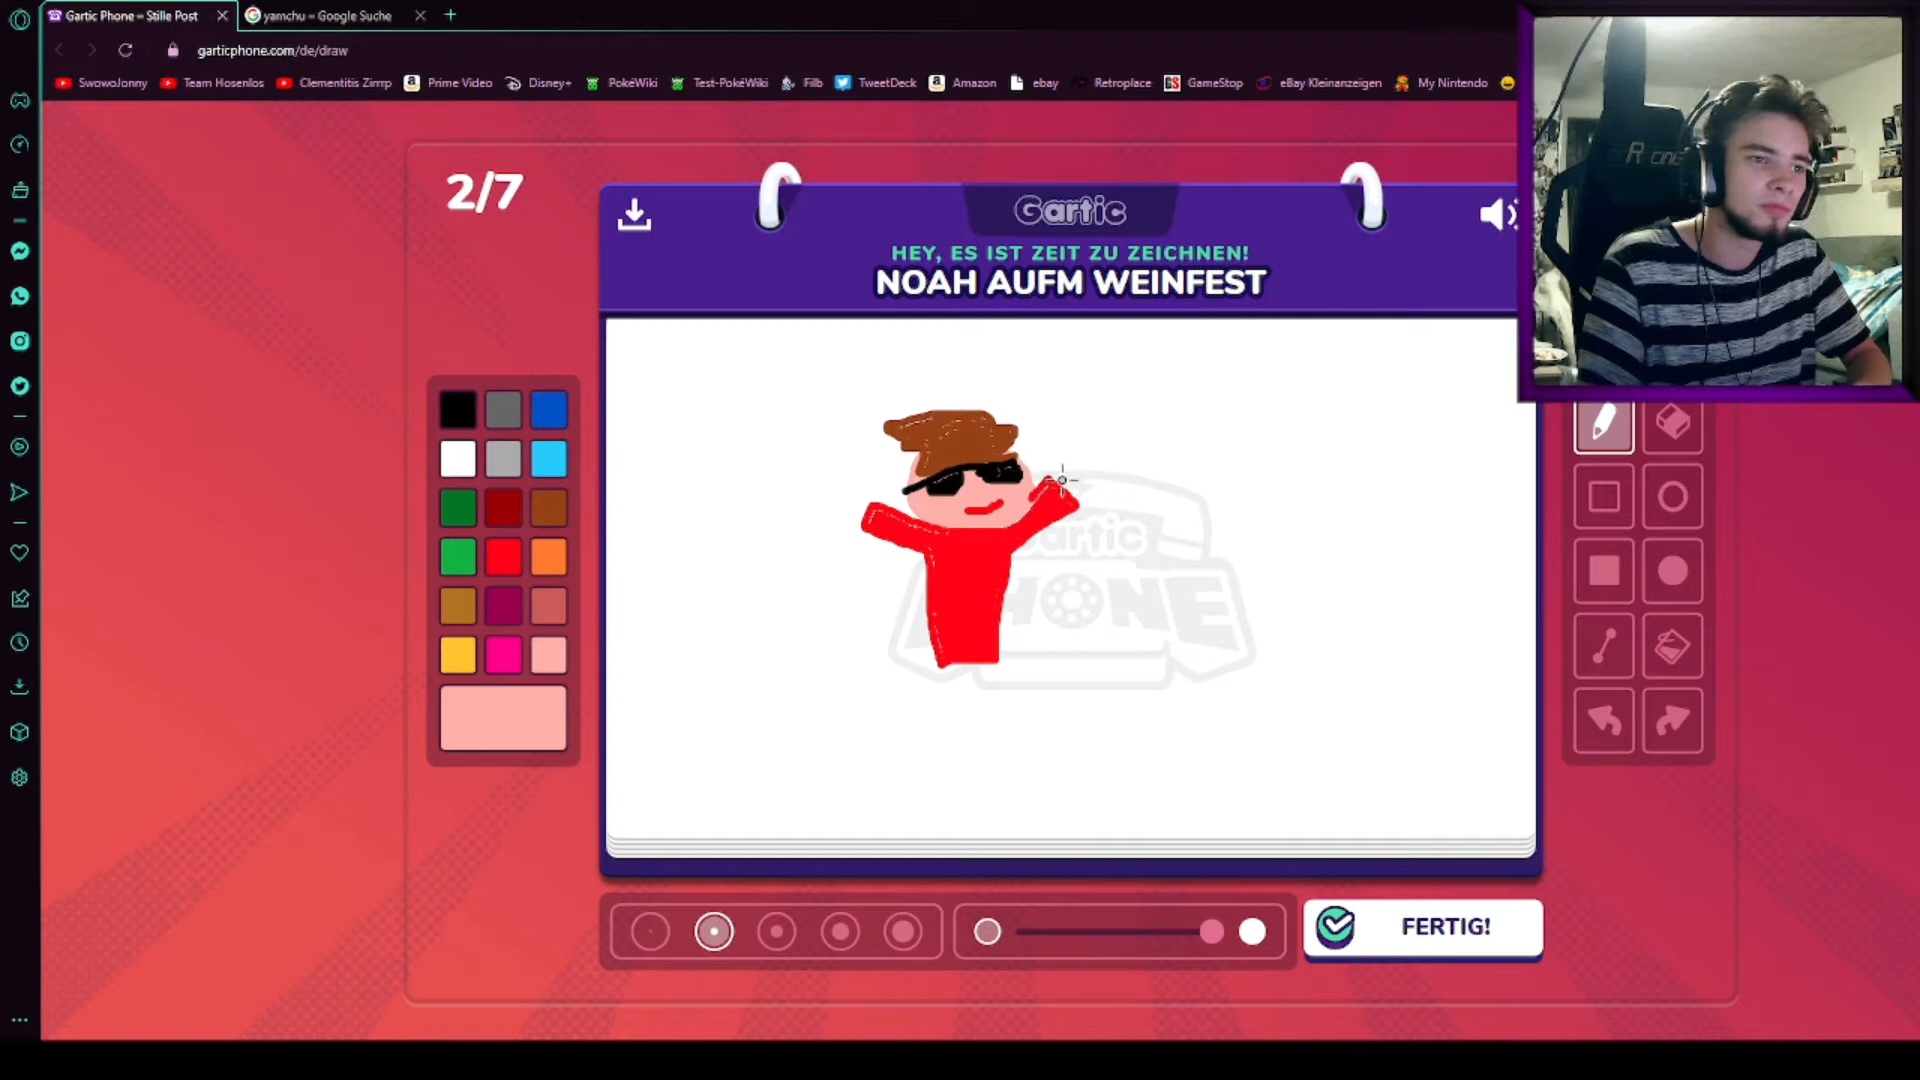 Gartic Phone – Stille Post
yamchu – Google Suche
garticphone.com/de/draw
SwowoJonny
Team Hosenlos
Clementitis Zirrrp
Prime Video
Disney+
PokéWiki
Test-PokéWiki
Filb
TweetDeck
Amazon
ebay
Retroplace
GameStop
eBay Kleinanzeigen
My Nintendo
2/7
Gartic
HEY, ES IST ZEIT ZU ZEICHNEN!
NOAH AUFM WEINFEST
Gartic
PHONE
FERTIG!